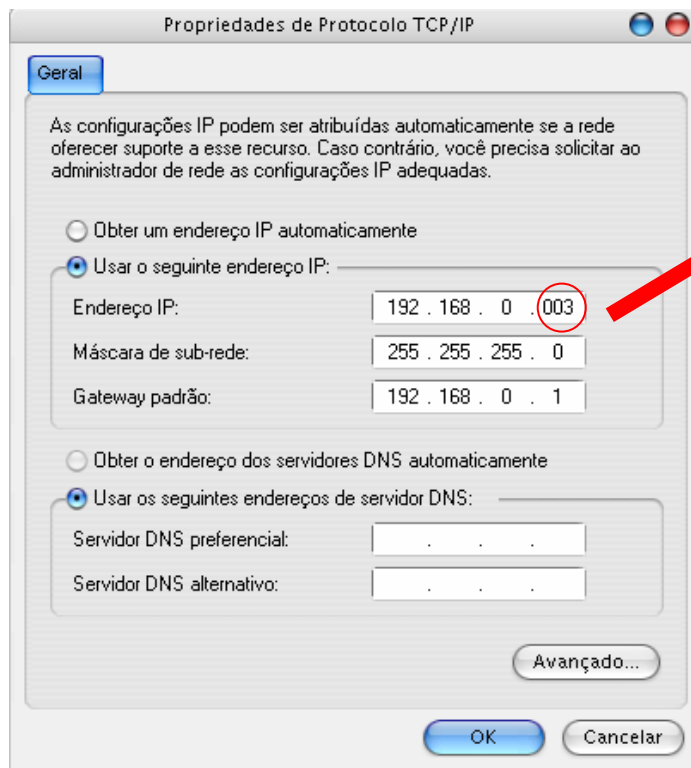 Propriedades de Protocolo TCP/IP
Geral
As configurações IP podem ser atribuídas automaticamente se a rede
oferecer suporte a esse recurso. Caso contrário, você precisa solicitar ao
administrador de rede as configurações IP adequadas.
Obter um endereço IP automaticamente
Usar o seguinte endereço IP:
Endereço IP: 192 . 168 . 0 . 003
Máscara de sub-rede: 255 . 255 . 255 . 0
Gateway padrão: 192 . 168 . 0 . 1
Obter o endereço dos servidores DNS automaticamente
Usar os seguintes endereços de servidor DNS:
Servidor DNS preferencial: . . .
Servidor DNS alternativo: . . .
Avançado...
OK Cancelar